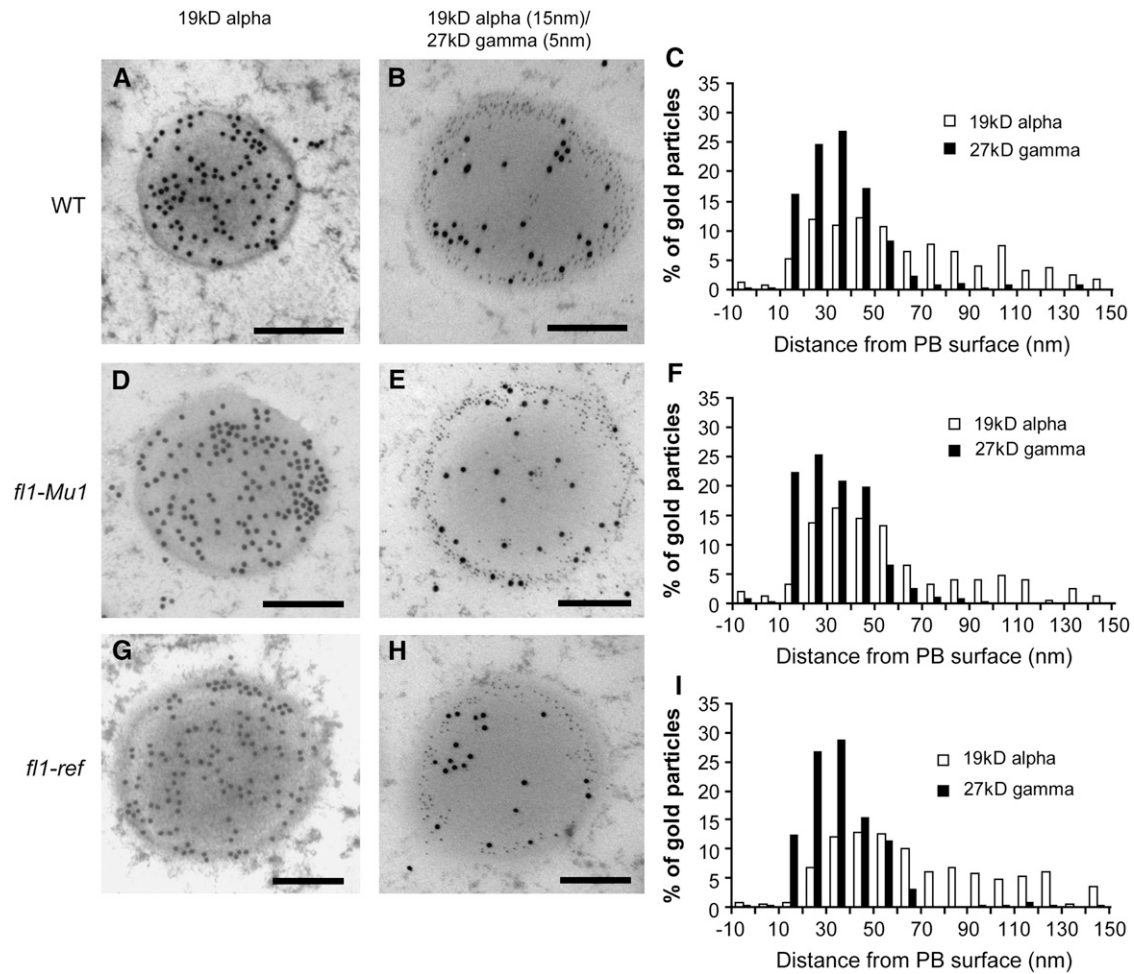 19kD alpha
19kD alpha (15nm)/
27kD gamma (5nm)
WT
A
B
C
% of gold particles
35
30
25
20
15
10
5
0
19kD alpha
27kD gamma
-10 10 30 50 70 90 110 130 150
Distance from PB surface (nm)
fl1-Mu1
D
E
F
% of gold particles
35
30
25
20
15
10
5
0
19kD alpha
27kD gamma
-10 10 30 50 70 90 110 130 150
Distance from PB surface (nm)
fl1-ref
G
H
I
% of gold particles
35
30
25
20
15
10
5
0
19kD alpha
27kD gamma
-10 10 30 50 70 90 110 130 150
Distance from PB surface (nm)